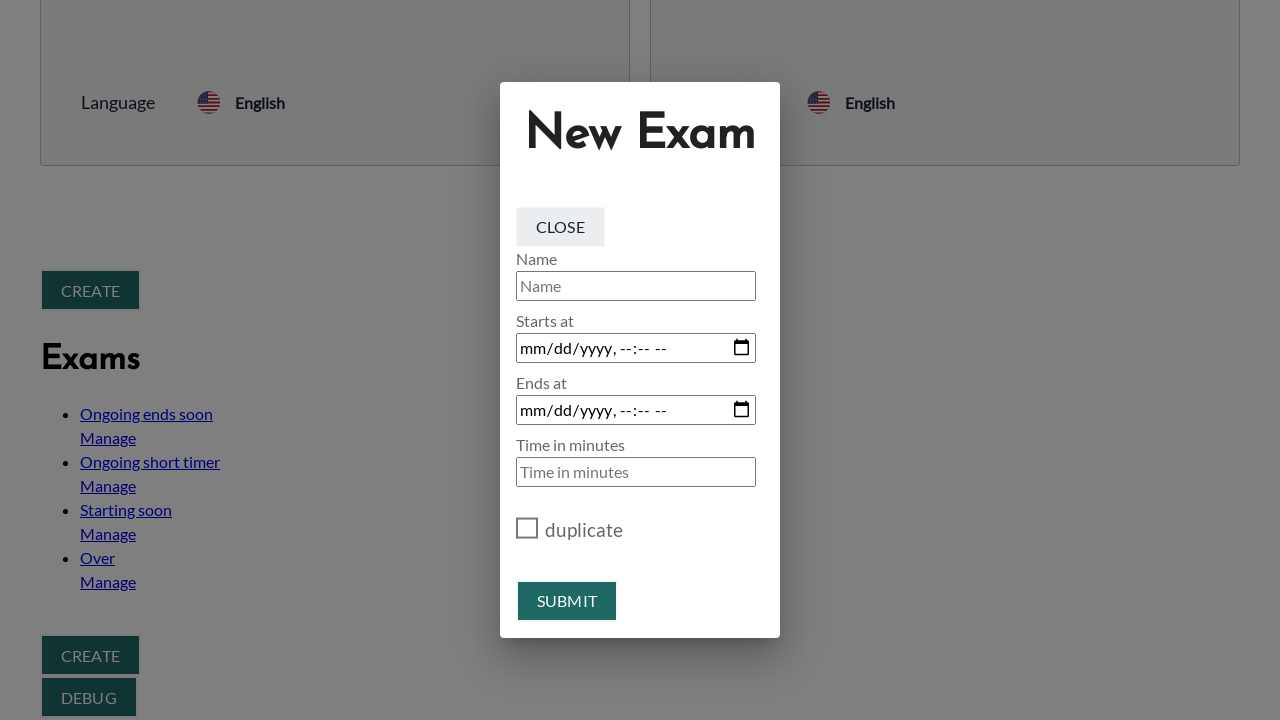 Language English
English
New Exam
CLOSE
Name
Name
Starts at
mm/dd/yyyy, --:-- --
Ends at
mm/dd/yyyy, --:-- --
Time in minutes
Time in minutes
duplicate
SUBMIT
CREATE
Exams
Ongoing ends soon
Manage
Ongoing short timer
Manage
Starting soon
Manage
Over
Manage
CREATE
DEBUG